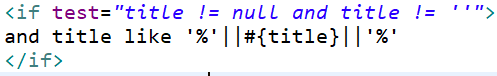 <if test="title != null and title != ''">
and title like '%'||#{title}||'%'
</if>